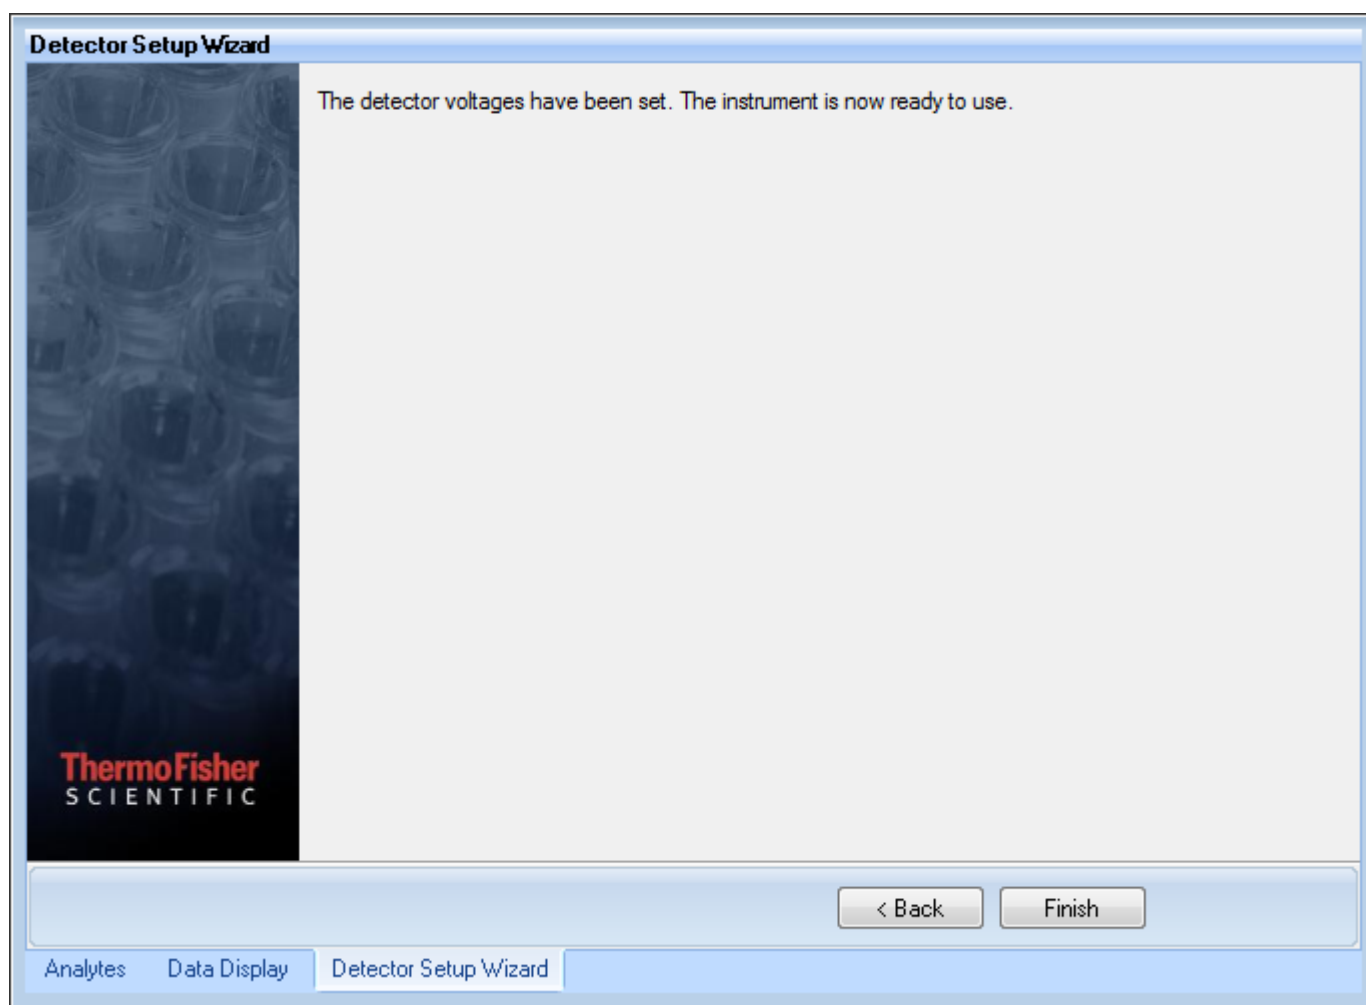 Detector Setup Wizard
The detector voltages have been set. The instrument is now ready to use.
ThermoFisher
SCIENTIFIC
< Back Finish
Analytes Data Display Detector Setup Wizard